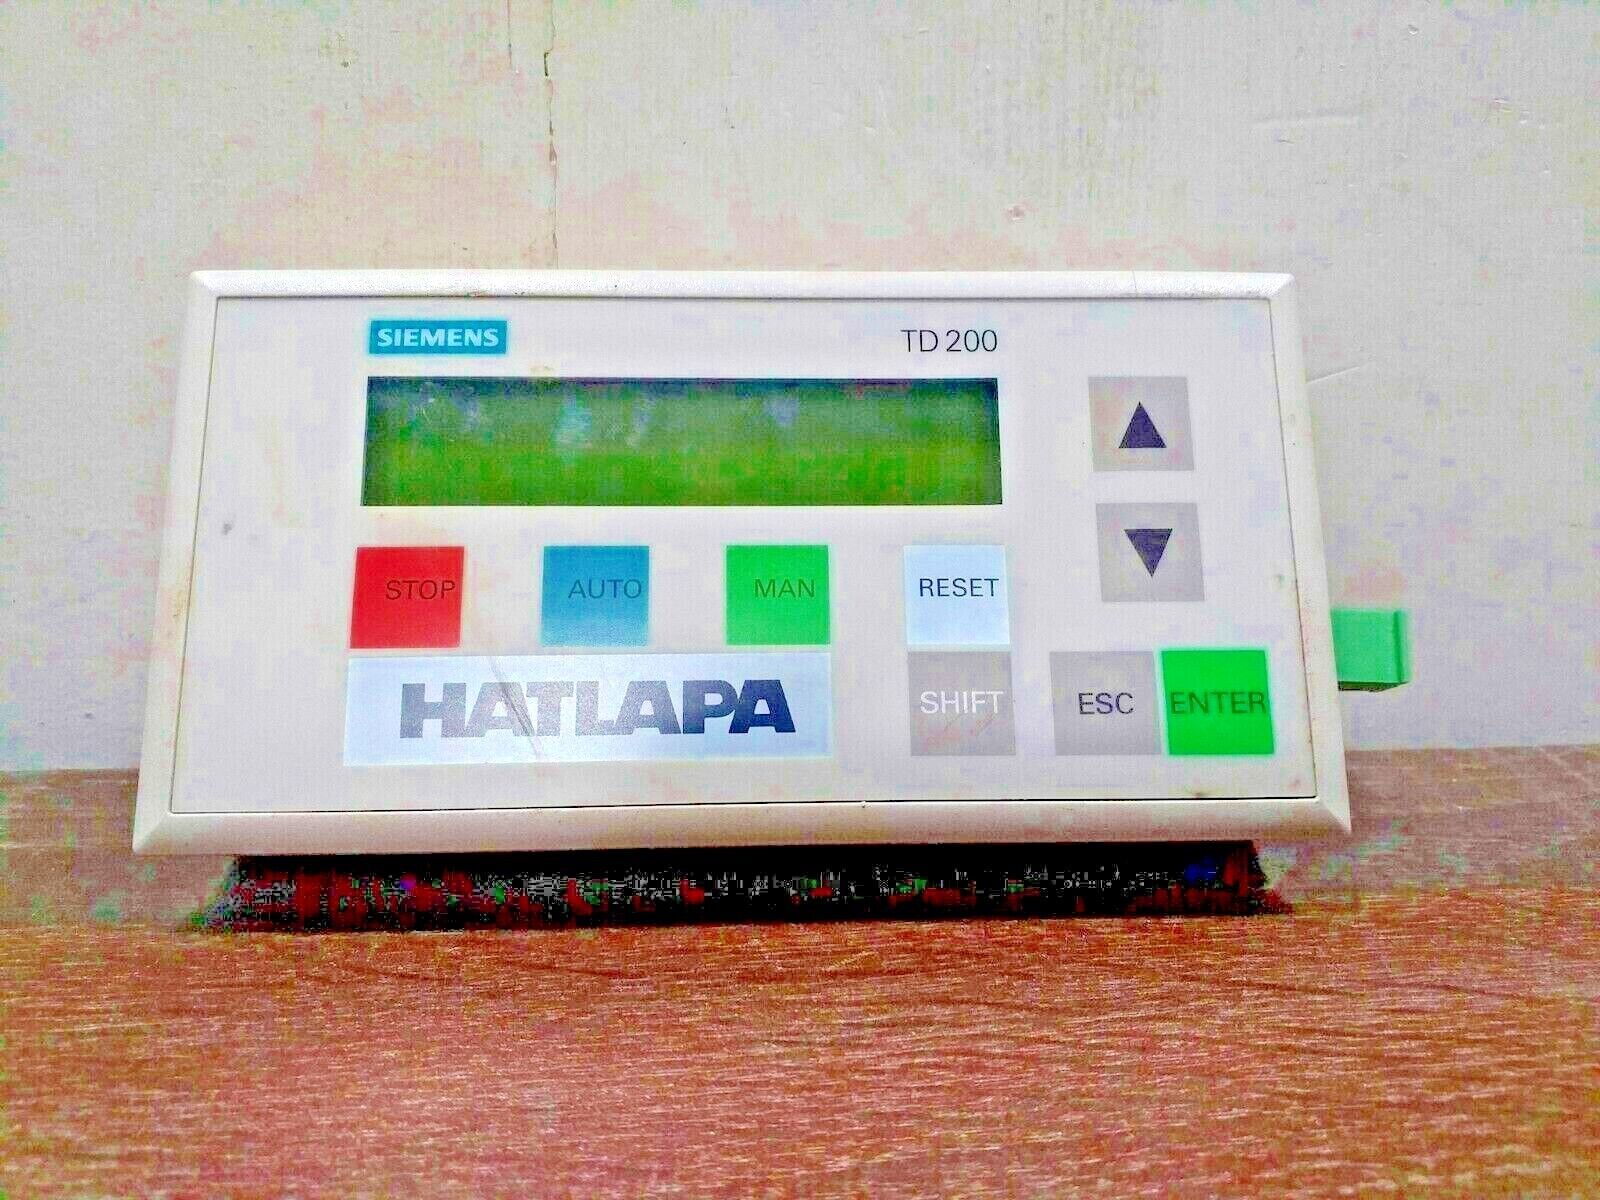 SIEMENS
TD 200
STOP
AUTO
MAN
RESET
HATLAPA
SHIFT
ESC
ENTER